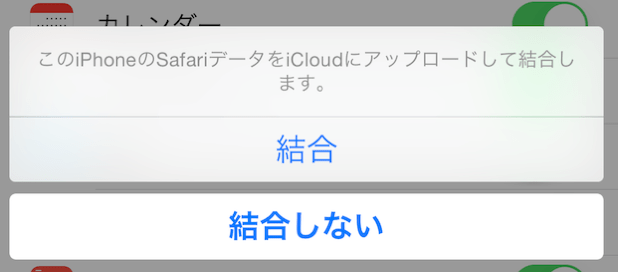 カレンダー
このiPhoneのSafariデータをiCloudにアップロードして結合し
ます。
結合
結合しない